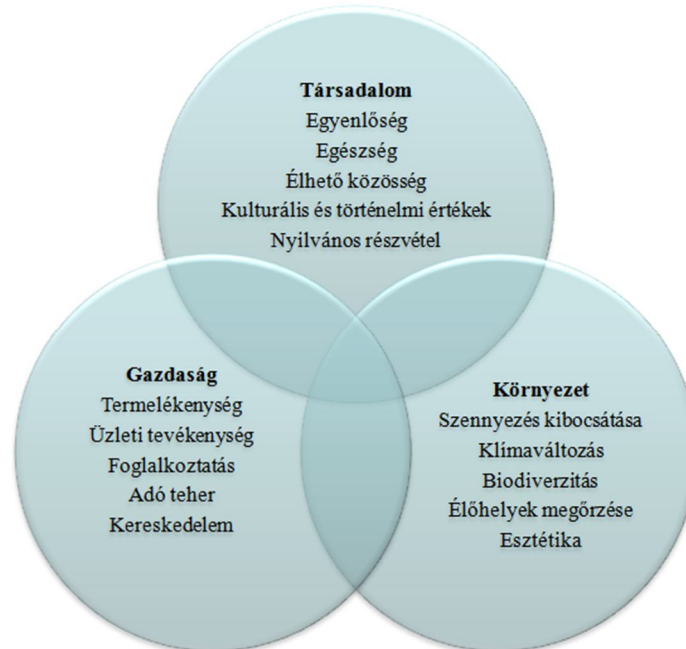 Társadalom
Egyenlőség
Egészség
Élhető közösség
Kulturális és történelmi értékek
Nyilvános részvétel
Gazdaság
Termelékenység
Üzleti tevékenység
Foglalkoztatás
Adó teher
Kereskedelem
Környezet
Szennyezés kibocsátása
Klímaváltozás
Biodiverzitás
Élőhelyek megőrzése
Esztétika